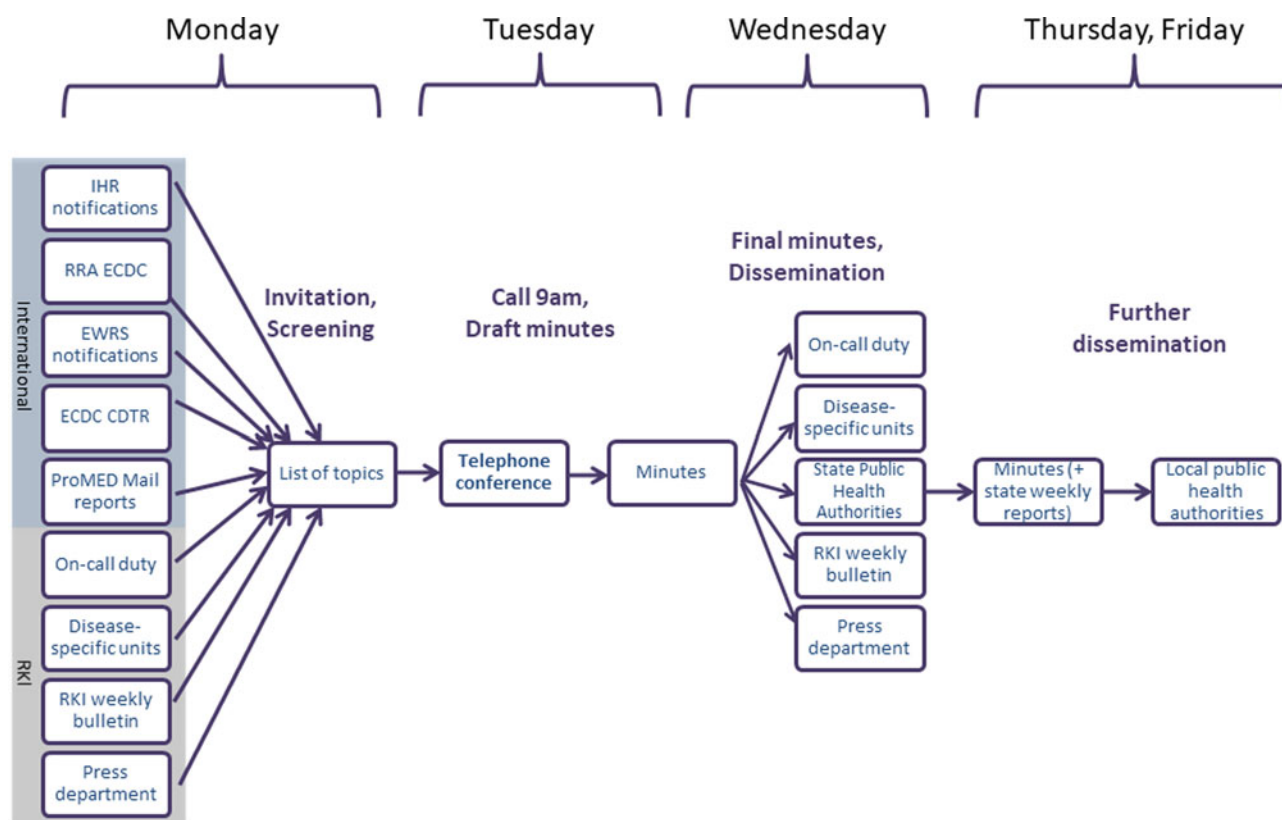 Monday
Tuesday
Wednesday
Thursday, Friday
International
IHR
notifications
RRA ECDC
EWRS
notifications
ECDC CDTR
ProMED Mail
reports
RKI
On-call duty
Disease-
specific units
RKI weekly
bulletin
Press
department
Invitation,
Screening
List of topics
Call 9am,
Draft minutes
Telephone
conference
Minutes
Final minutes,
Dissemination
On-call duty
Disease-
specific units
State Public
Health
Authorities
RKI weekly
bulletin
Press
department
Further
dissemination
Minutes (+
state weekly
reports)
Local public
health
authorities